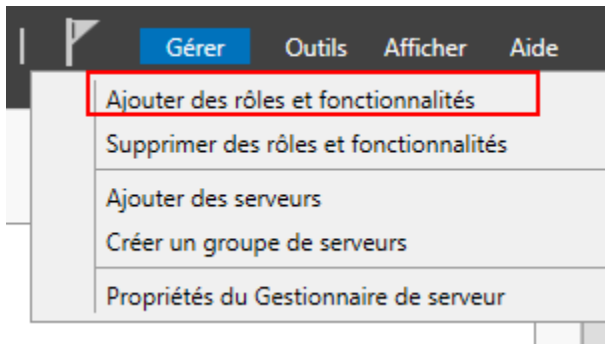 Gérer Outils Afficher Aide
Ajouter des rôles et fonctionnalités
Supprimer des rôles et fonctionnalités
Ajouter des serveurs
Créer un groupe de serveurs
Propriétés du Gestionnaire de serveur